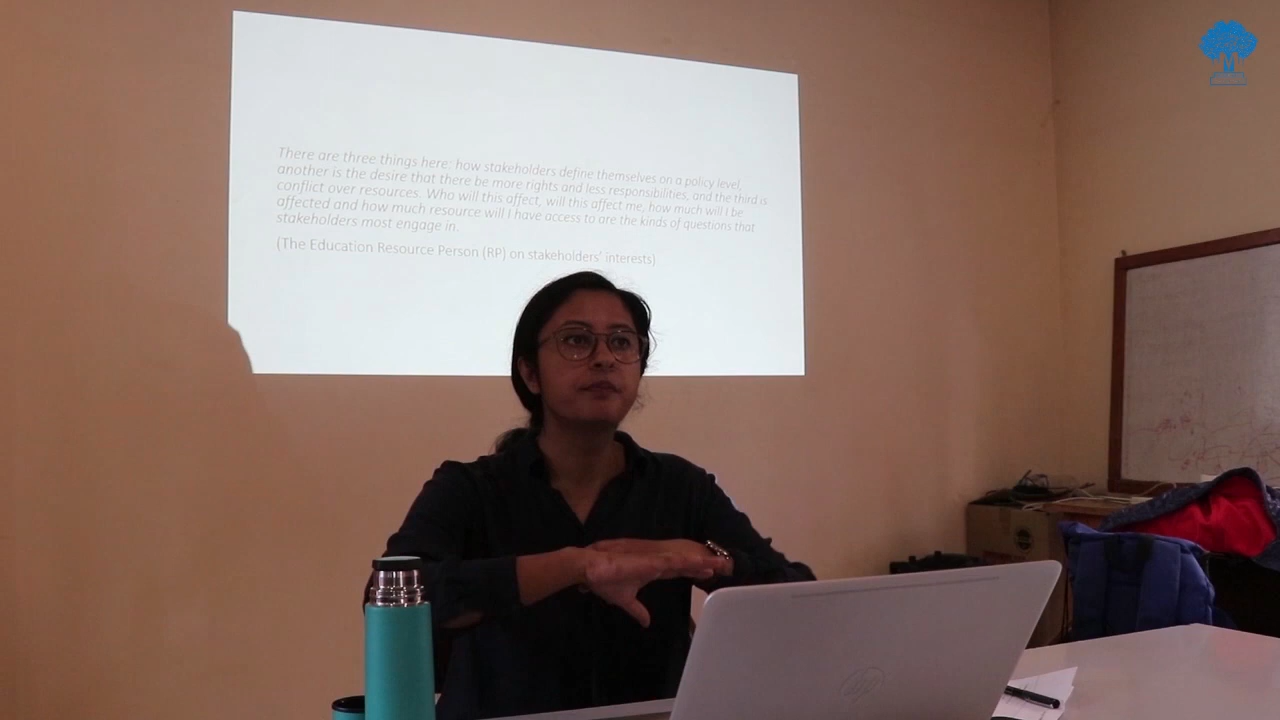 There are three things here: how stakeholders define themselves on a policy level,
another is the desire that there be more rights and less responsibilities, and the third is
conflict over resources. Who will this affect, will this affect me, how much will I be
affected and how much resource will I have access to are the kinds of questions that
stakeholders most engage in.
(The Education Resource Person (RP) on stakeholders' interests)
hp